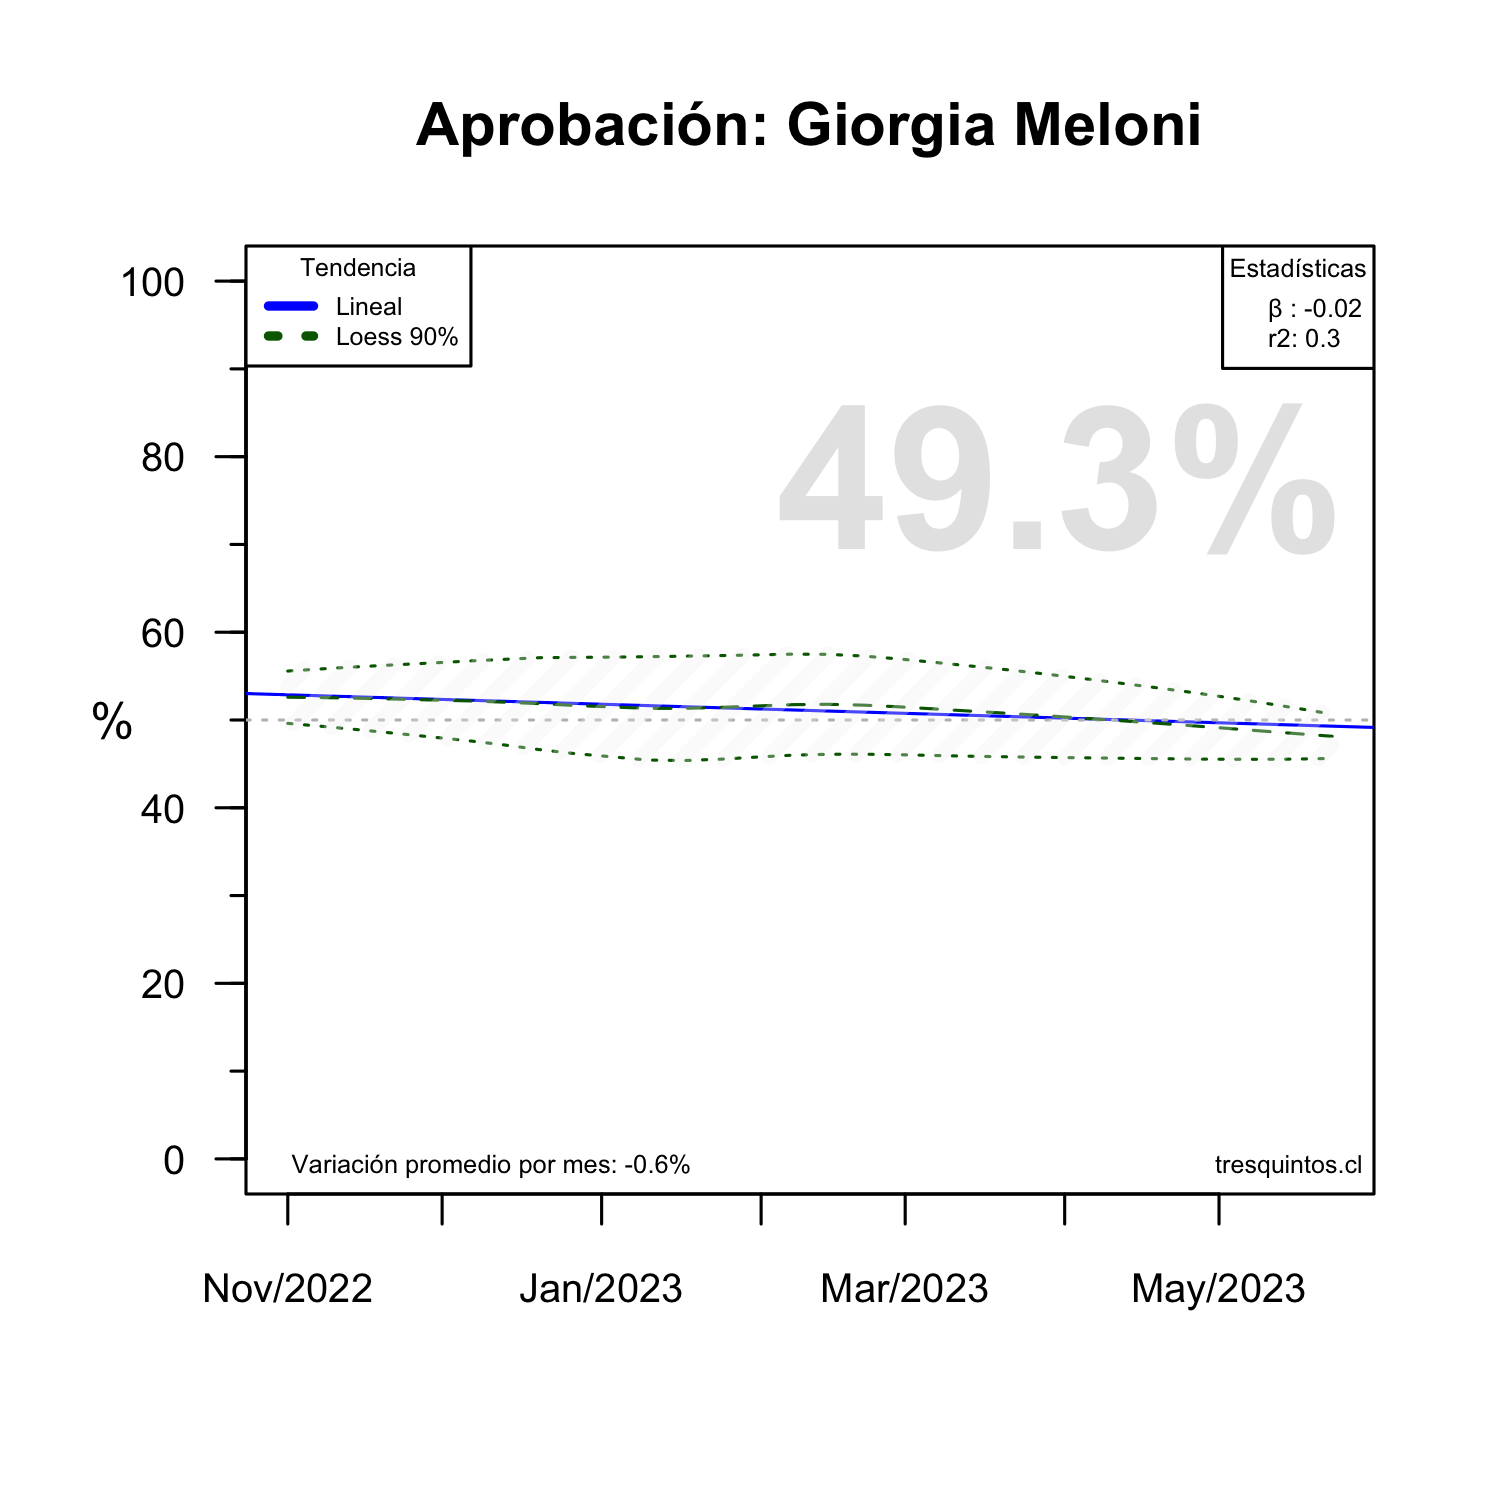 Aprobación: Giorgia Meloni
Tendencia
Lineal
Loess 90%
Estadísticas
β : -0.02
r2: 0.3
49.3%
100
80
60
%
40
20
0
Variación promedio por mes: -0.6%
tresquintos.cl
Nov/2022
Jan/2023
Mar/2023
May/2023